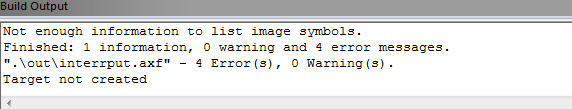 Build Output
Not enough information to list image symbols.
Finished: 1 information, 0 warning and 4 error messages.
".\out\interrput.axf" - 4 Error(s), 0 Warning(s).
Target not created